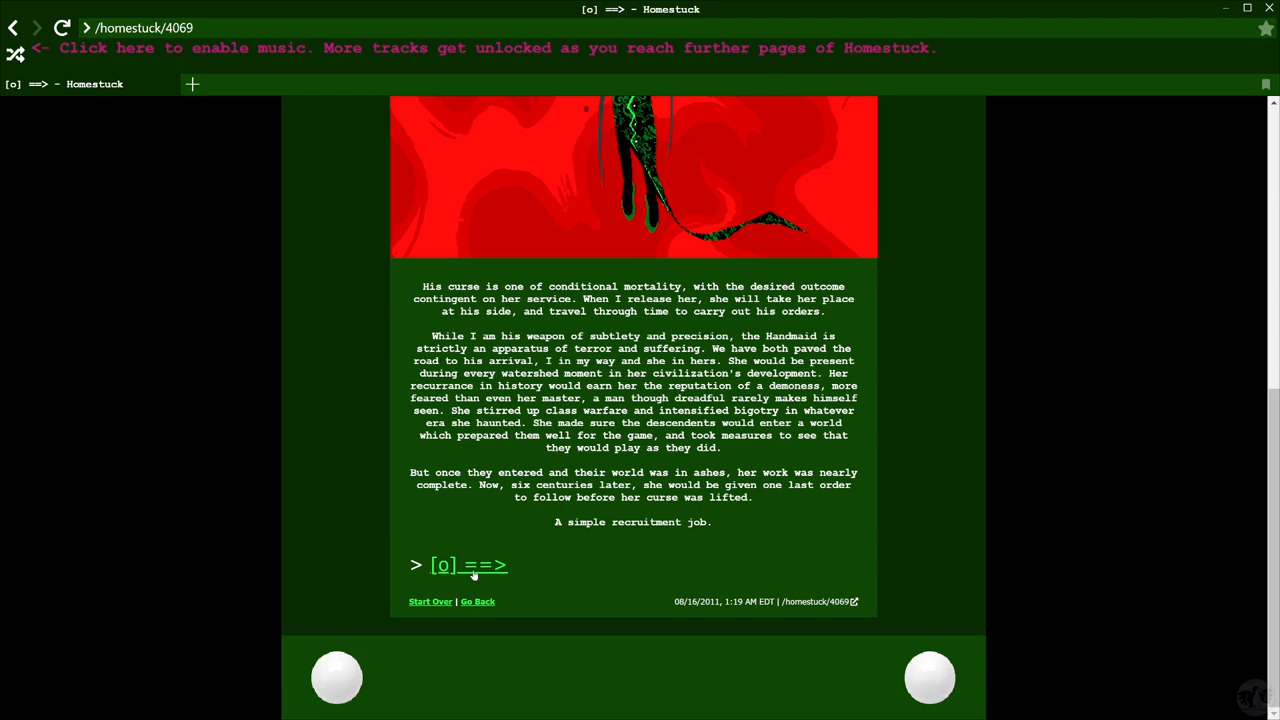 [o] ==> - Homestuck
/homestuck/4069
<- Click here to enable music. More tracks get unlocked as you reach further pages of Homestuck.
[o] ==> - Homestuck
His curse is one of conditional mortality, with the desired outcome
contingent on her service. When I release her, she will take her place
at his side, and travel through time to carry out his orders.
While I am his weapon of subtlety and precision, the Handmaid is
strictly an apparatus of terror and suffering. We have both paved the
road to his arrival, I in my way and she in hers. She would be present
during every watershed moment in her civilization's development. Her
recurrance in history would earn her the reputation of a demoness, more
feared than even her master, a man though dreadful rarely makes himself
seen. She stirred up class warfare and intensified bigotry in whatever
era she haunted. She made sure the descendents would enter a world
which prepared them well for the game, and took measures to see that
they would play as they did.
But once they entered and their world was in ashes, her work was nearly
complete. Now, six centuries later, she would be given one last order
to follow before her curse was lifted.
A simple recruitment job.
> [o] ==>
Start Over | Go Back
08/16/2011, 1:19 AM EDT | /homestuck/4069